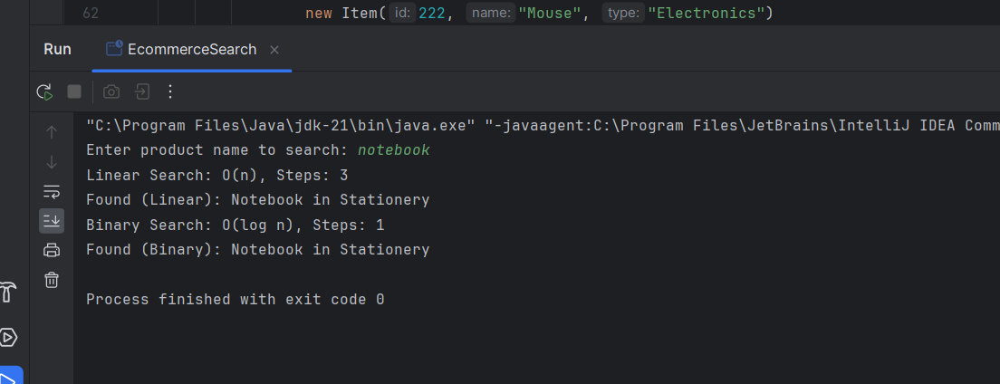 62 new Item( id: 222, name: "Mouse", type: "Electronics")
Run EcommerceSearch
"C:\Program Files\Java\jdk-21\bin\java.exe" "-javaagent:C:\Program Files\JetBrains\IntelliJ IDEA Comm
Enter product name to search: notebook
Linear Search: O(n), Steps: 3
Found (Linear): Notebook in Stationery
Binary Search: O(log n), Steps: 1
Found (Binary): Notebook in Stationery
Process finished with exit code 0